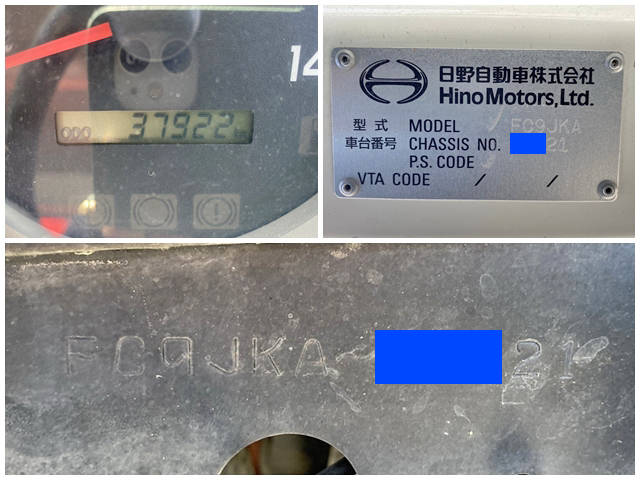 14
ODO 37922 km
日野自動車株式会社
Hino Motors, Ltd.
型式 MODEL FC9JKA
車台番号 CHASSIS NO. 21
P.S. CODE
VTA CODE / /
FC9JKA 21